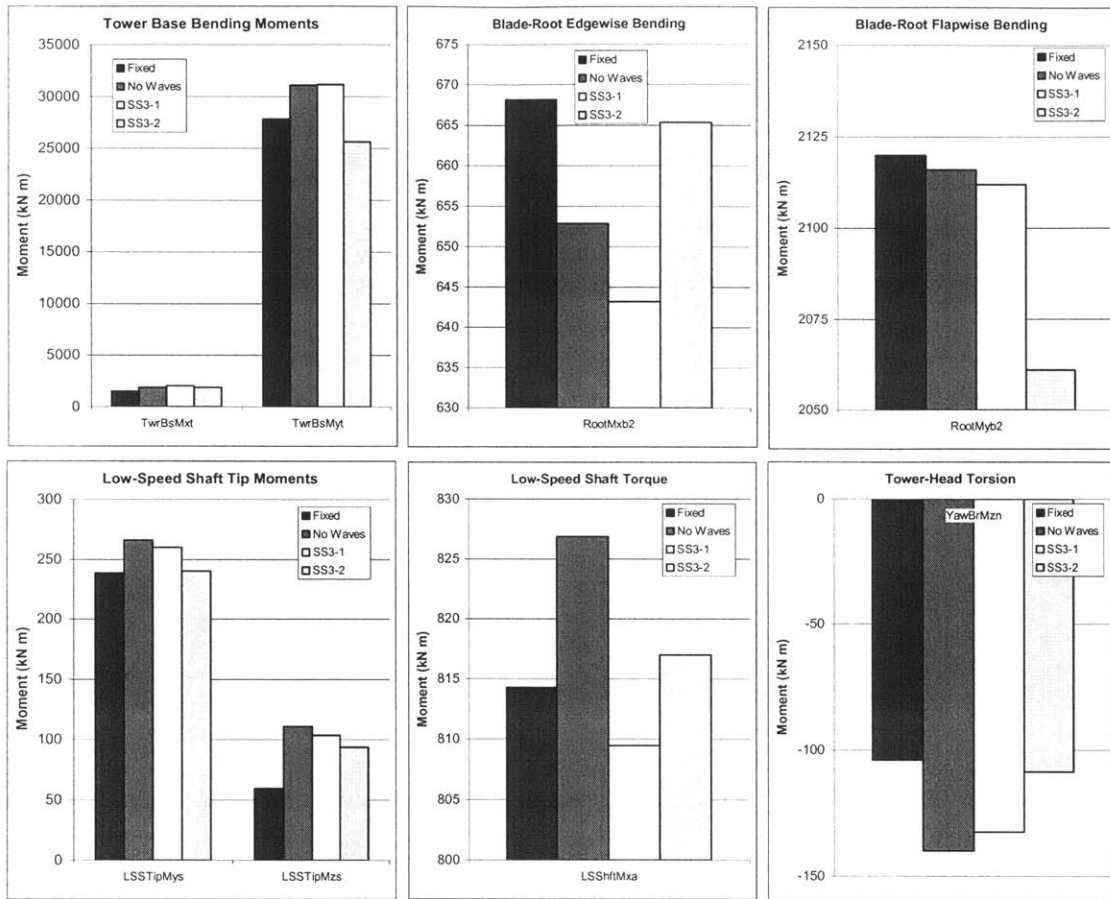 Tower Base Bending Moments
35000
30000
25000
20000
15000
10000
5000
0
Moment (kN m)
Fixed
No Waves
SS3-1
SS3-2
TwrBsMxt
TwrBsMyt
Blade-Root Edgewise Bending
675
670
665
660
655
650
645
640
635
630
Moment (kN m)
Fixed
No Waves
SS3-1
SS3-2
RootMxb2
Blade-Root Flapwise Bending
2150
2125
2100
2075
2050
Moment (kN m)
Fixed
No Waves
SS3-1
SS3-2
RootMyb2
Low-Speed Shaft Tip Moments
300
250
200
150
100
50
0
Moment (kN m)
Fixed
No Waves
SS3-1
SS3-2
LSSTipMys
LSSTipMzs
Low-Speed Shaft Torque
830
825
820
815
810
805
800
Moment (kN m)
Fixed
No Waves
SS3-1
SS3-2
LSShftMxa
Tower-Head Torsion
0
-50
-100
-150
Moment (kN m)
YawBrMzn
Fixed
No Waves
SS3-1
SS3-2